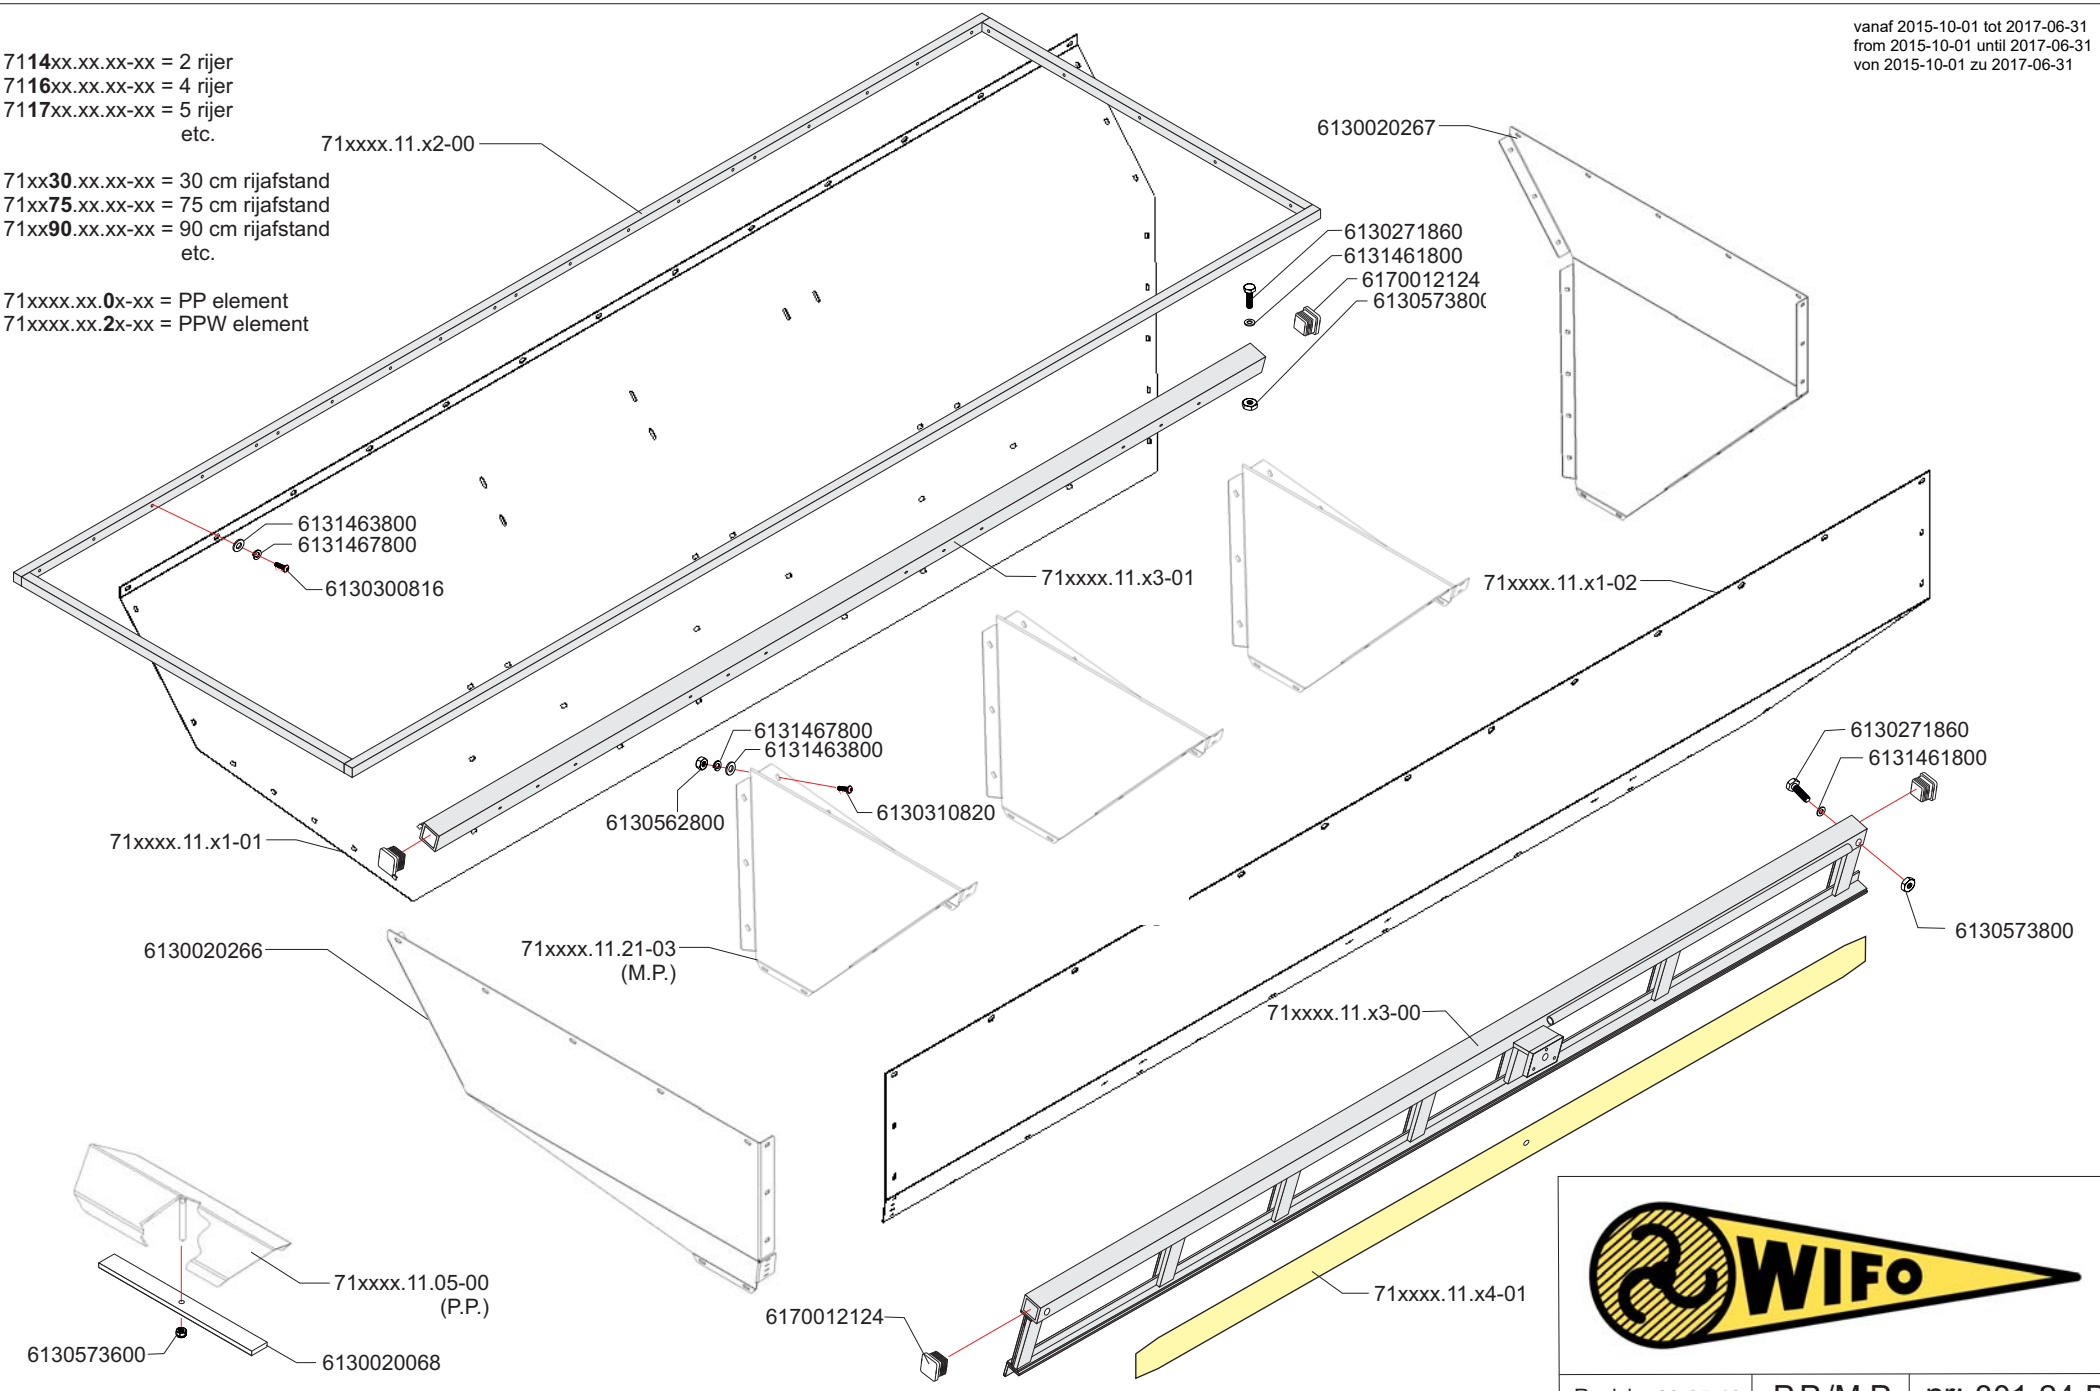 vanaf 2015-10-01 tot 2017-06-31
from 2015-10-01 until 2017-06-31
von 2015-10-01 zu 2017-06-31
7114xx.xx.xx-xx = 2 rijer
7116xx.xx.xx-xx = 4 rijer
7117xx.xx.xx-xx = 5 rijer
etc.
71xx30.xx.xx-xx = 30 cm rijafstand
71xx75.xx.xx-xx = 75 cm rijafstand
71xx90.xx.xx-xx = 90 cm rijafstand
etc.
71xxxx.xx.0x-xx = PP element
71xxxx.xx.2x-xx = PPW element
71xxxx.11.x2-00
6130020267
6130271860
6131461800
6170012124
613057380
6131463800
6131467800
6130300816
71xxxx.11.x3-01
71xxxx.11.x1-02
6131467800
6131463800
6130562800
6130310820
6130271860
6131461800
71xxxx.11.x1-01
6130020266
71xxxx.11.21-03
(M.P.)
6130573800
71xxxx.11.x3-00
71xxxx.11.05-00
(P.P.)
71xxxx.11.x4-01
6170012124
6130573600
6130020068
WIFO